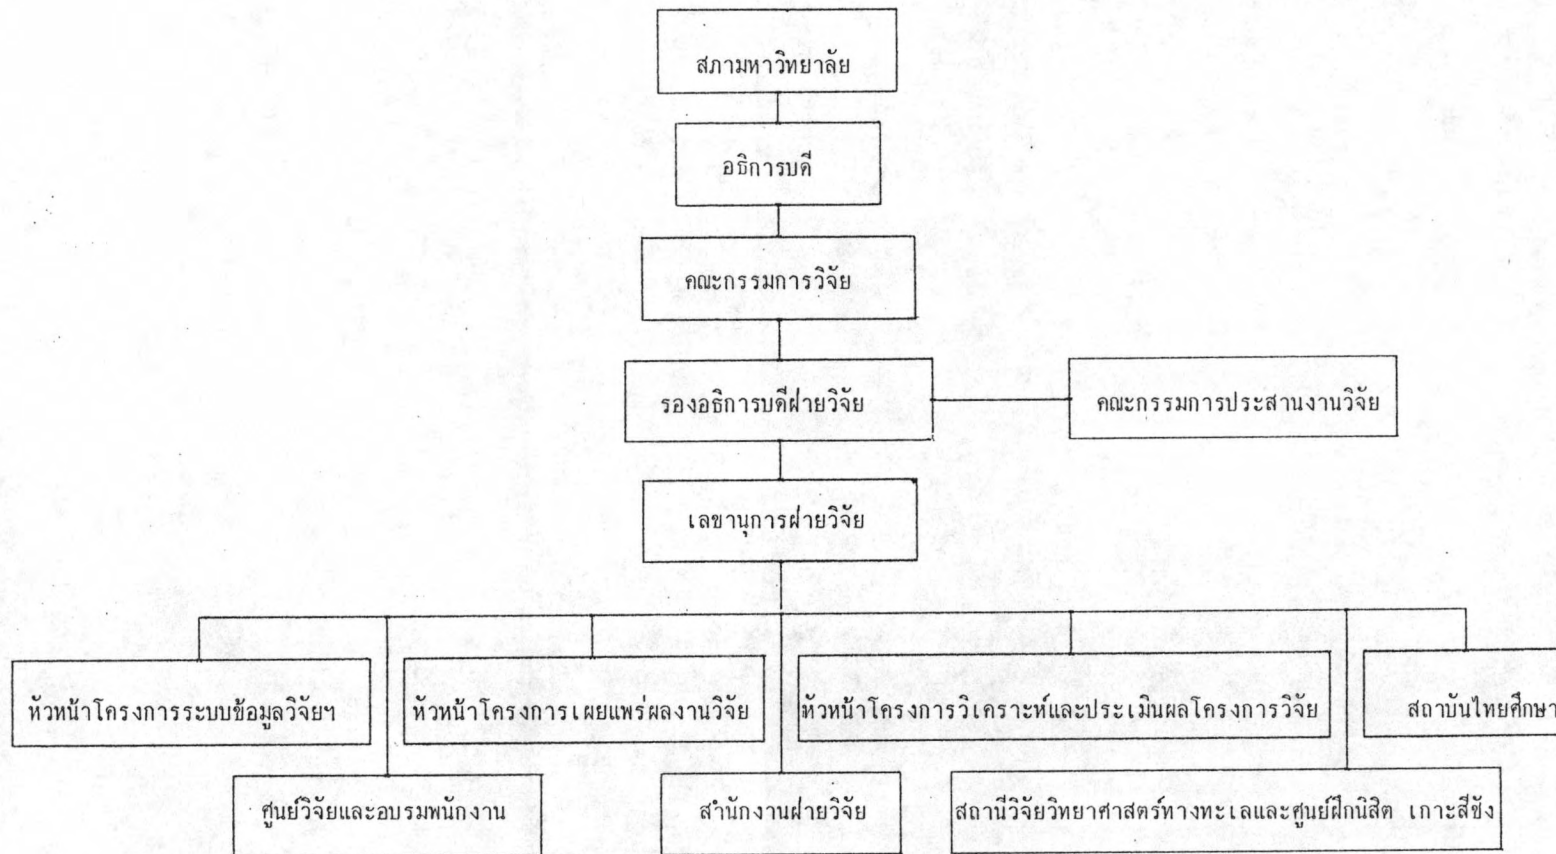 สภามหาวิทยาลัย
อธิการบดี
คณะกรรมการวิจัย
รองอธิการบดีฝ่ายวิจัย
คณะกรรมการประสานงานวิจัย
เลขานุการฝ่ายวิจัย
หัวหน้าโครงการระบบข้อมูลวิจัยฯ
หัวหน้าโครงการเผยแพร่ผลงานวิจัย
หัวหน้าโครงการวิเคราะห์และประเมินผลโครงการวิจัย
สถาบันไทยศึกษา
ศูนย์วิจัยและอบรมพนักงาน
สำนักงานฝ่ายวิจัย
สถานีวิจัยวิทยาศาสตร์ทางทะเลและศูนย์ฝึกนิสิต เกาะสีชัง